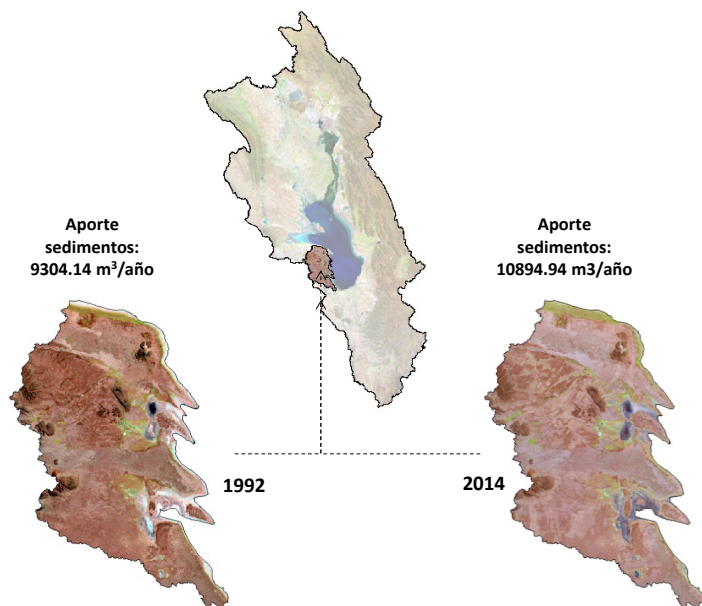 Aporte
sedimentos:
9304.14 m³/año
Aporte
sedimentos:
10894.94 m3/año
1992
2014